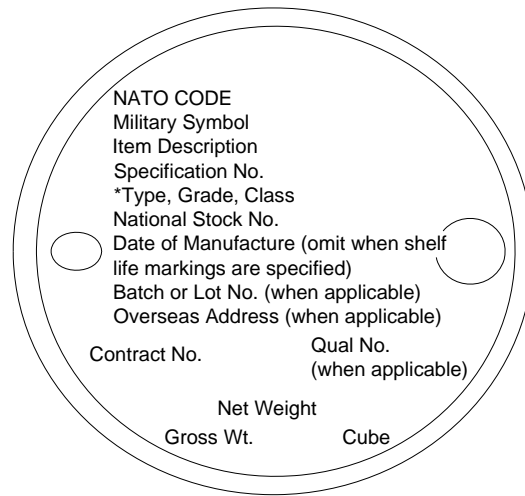 NATO CODE
Military Symbol
Item Description
Specification No.
*Type, Grade, Class
National Stock No.
Date of Manufacture (omit when shelf
life markings are specified)
Batch or Lot No. (when applicable)
Overseas Address (when applicable)
Contract No.
Qual No.
(when applicable)
Net Weight
Gross Wt.
Cube